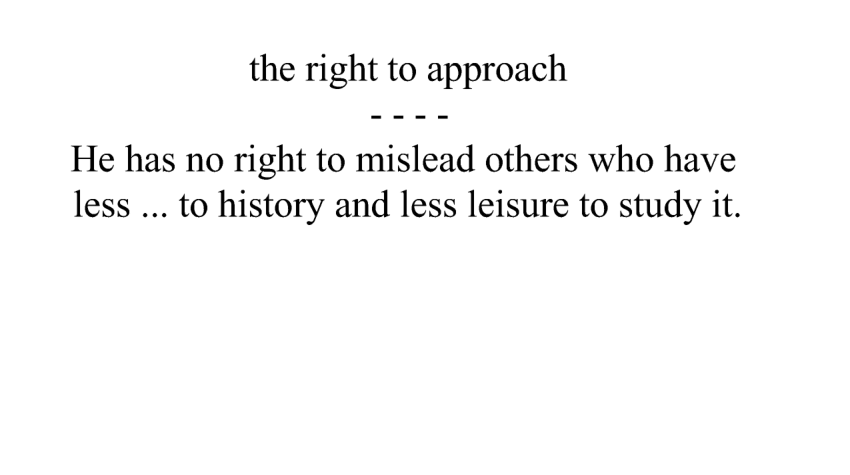 the right to approach
- - - -
He has no right to mislead others who have
less ... to history and less leisure to study it.